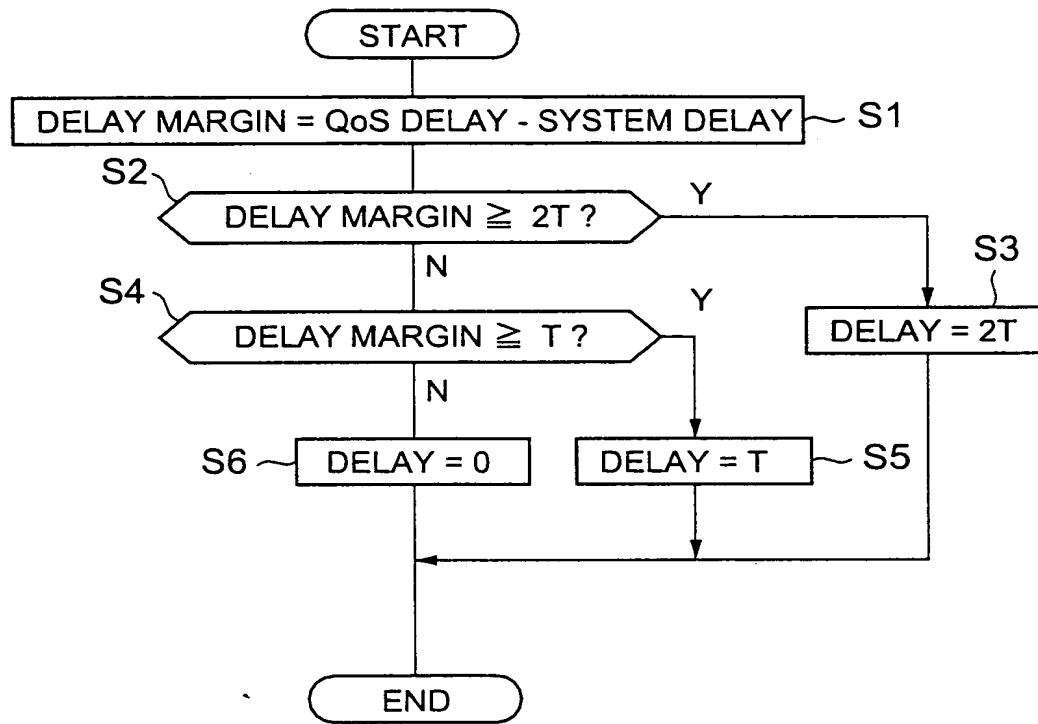 START
DELAY MARGIN = QoS DELAY - SYSTEM DELAY
S1
S2
DELAY MARGIN ≧ 2T ?
Y
N
S3
DELAY = 2T
S4
DELAY MARGIN ≧ T ?
Y
N
S6
DELAY = 0
DELAY = T
S5
END